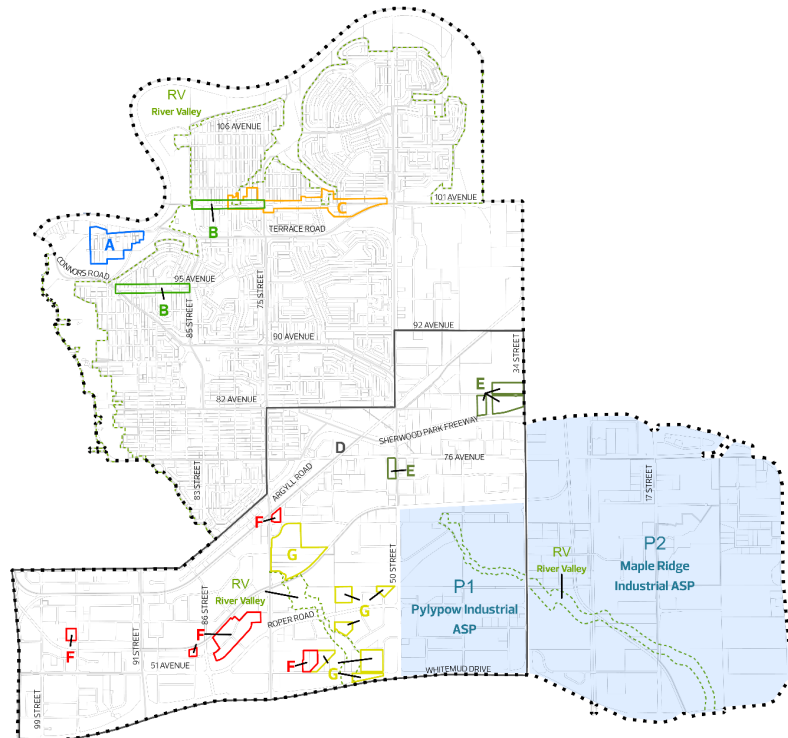 RV
River Valley
106 AVENUE
101 AVENUE
C
B
TERRACE ROAD
A
CONNORS ROAD
95 AVENUE
B
85 STREET
75 STREET
92 AVENUE
90 AVENUE
34 STREET
82 AVENUE
E
SHERWOOD PARK FREEWAY
D
76 AVENUE
E
83 STREET
ARGYLL ROAD
17 STREET
F
G
50 STREET
P2
Maple Ridge
Industrial ASP
RV
River Valley
RV
River Valley
P1
Pylypow Industrial
ASP
86 STREET
G
ROPER ROAD
F
F
91 STREET
51 AVENUE
F
G
WHITEMUD DRIVE
99 STREET